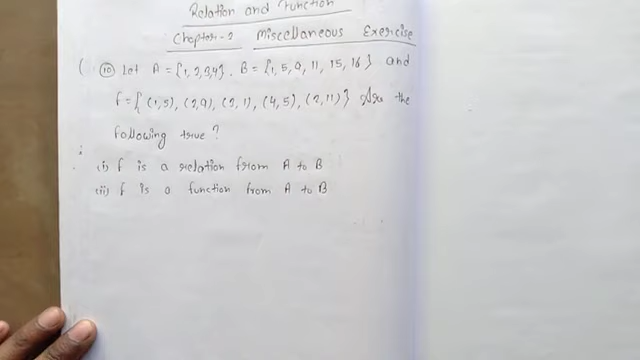 Relation and Function
Chapter-2 Miscellaneous Exercise
(10) Let A = {1, 2, 3, 4}, B = {1, 5, 9, 11, 15, 16} and
f = { (1,5), (2,9), (3,1), (4,5), (2,11)} Are the
following true?
(i) f is a relation from A to B
(ii) f is a function from A to B